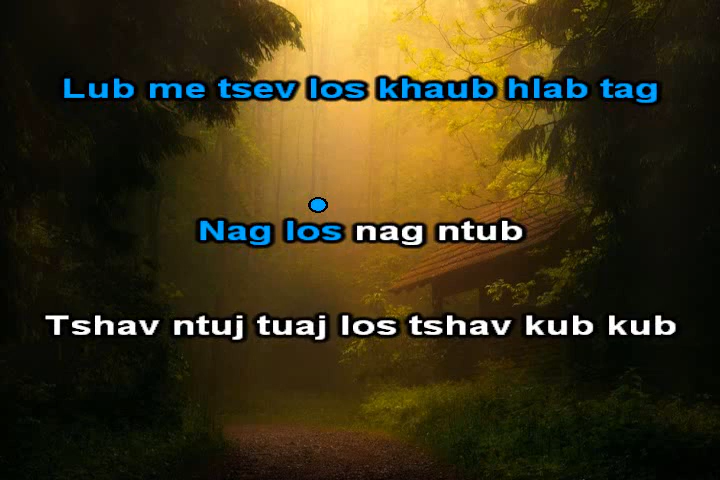 Lub me tsev los khaub hlab tag
Nag los nag ntub
Tshav ntuj tuaj los tshav kub kub